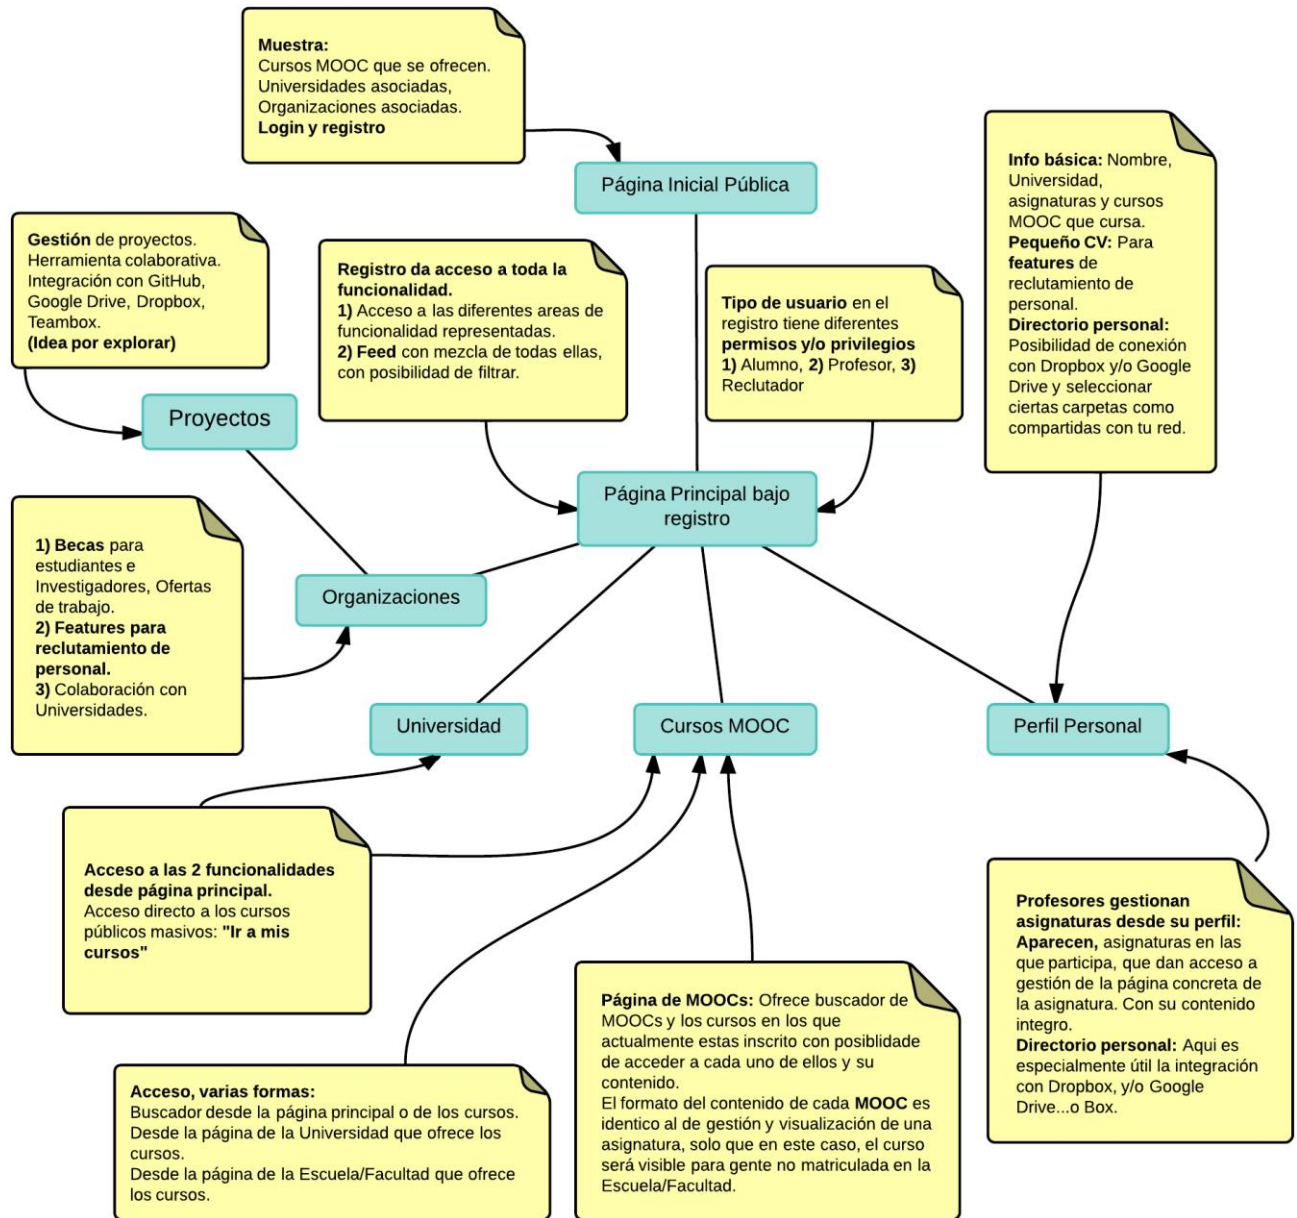 Muestra:
Cursos MOOC que se ofrecen.
Universidades asociadas,
Organizaciones asociadas.
Login y registro
Página Inicial Pública
Info básica: Nombre,
Universidad,
asignaturas y cursos
MOOC que cursa.
Pequeño CV: Para
features de
reclutamiento de
personal.
Directorio personal:
Posibilidad de conexión
con Dropbox y/o Google
Drive y seleccionar
ciertas carpetas como
compartidas con tu red.
Gestión de proyectos.
Herramienta colaborativa.
Integración con GitHub,
Google Drive, Dropbox,
Teambox.
(Idea por explorar)
Registro da acceso a toda la
funcionalidad.
1) Acceso a las diferentes areas de
funcionalidad representadas.
2) Feed con mezcla de todas ellas,
con posibilidad de filtrar.
Tipo de usuario en el
registro tiene diferentes
permisos y/o privilegios
1) Alumno, 2) Profesor, 3)
Reclutador
Proyectos
Página Principal bajo
registro
1) Becas para
estudiantes e
Investigadores, Ofertas
de trabajo.
2) Features para
reclutamiento de
personal.
3) Colaboración con
Universidades.
Organizaciones
Universidad
Cursos MOOC
Perfil Personal
Acceso a las 2 funcionalidades
desde página principal.
Acceso directo a los cursos
públicos masivos: "Ir a mis
cursos"
Profesores gestionan
asignaturas desde su perfil:
Aparecen, asignaturas en las
que participa, que dan acceso a
gestión de la página concreta de
la asignatura. Con su contenido
integro.
Directorio personal: Aqui es
especialmente útil la integración
con Dropbox, y/o Google
Drive...o Box.
Página de MOOCs: Ofrece buscador de
MOOCs y los cursos en los que
actualmente estas inscrito con posiblidade
de acceder a cada uno de ellos y su
contenido.
El formato del contenido de cada MOOC es
identico al de gestión y visualización de una
asignatura, solo que en este caso, el curso
será visible para gente no matriculada en la
Escuela/Facultad.
Acceso, varias formas:
Buscador desde la página principal o de los cursos.
Desde la página de la Universidad que ofrece los
cursos.
Desde la página de la Escuela/Facultad que ofrece
los cursos.